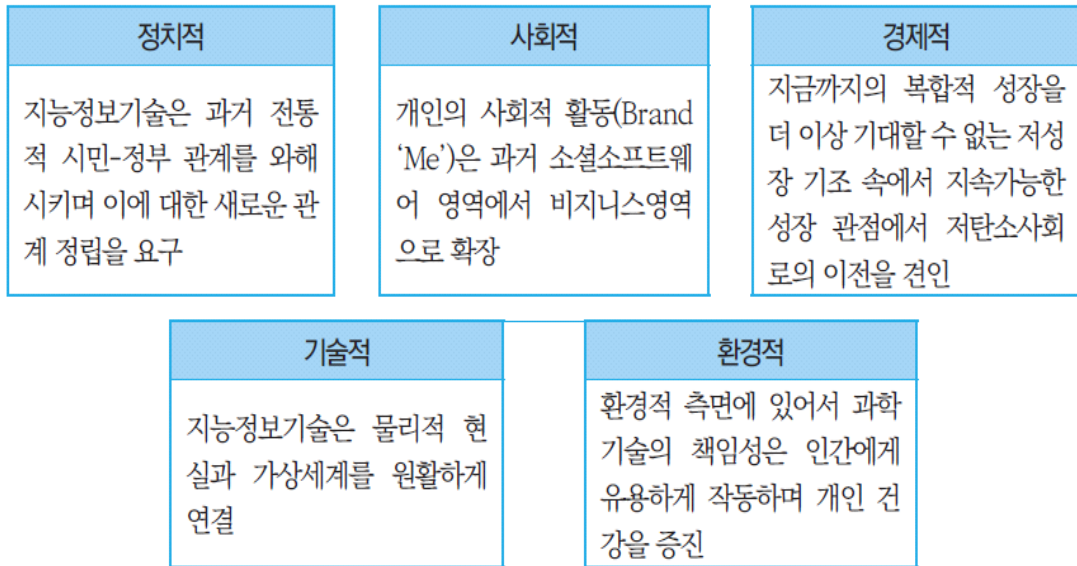 정치적
지능정보기술은 과거 전통
적 시민-정부 관계를 와해
시키며 이에 대한 새로운 관
계 정립을 요구
사회적
개인의 사회적 활동(Brand
‘Me’)은 과거 소셜소프트웨
어 영역에서 비지니스영역
으로 확장
경제적
지금까지의 복합적 성장을
더 이상 기대할 수 없는 저성
장 기조 속에서 지속가능한
성장 관점에서 저탄소사회
로의 이전을 견인
기술적
지능정보기술은 물리적 현
실과 가상세계를 원활하게
연결
환경적
환경적 측면에 있어서 과학
기술의 책임성은 인간에게
유용하게 작동하며 개인 건
강을 증진